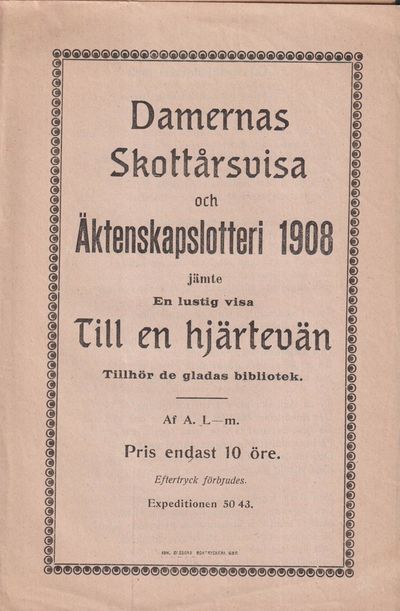 Damernas
Skottårsvisa
och
Äktenskapslotteri 1908
jämte
En lustig visa
Till en hjärtevän
Tillhör de gladas bibliotek.
Af A. L—m.
Pris endast 10 öre.
Eftertryck förbjudes.
Expeditionen 50 43.